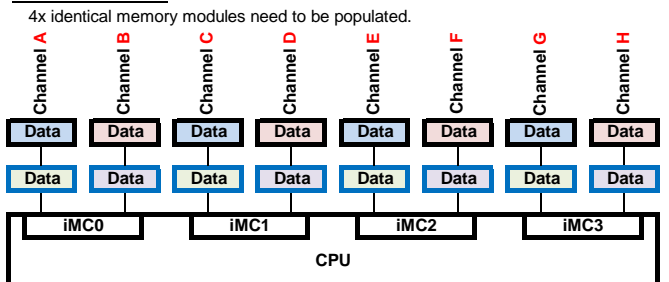 4x identical memory modules need to be populated.
Channel A Channel B Channel C Channel D Channel E Channel F Channel G Channel H
Data Data Data Data Data Data Data Data
Data Data Data Data Data Data Data Data
iMC0 iMC1 iMC2 iMC3
CPU